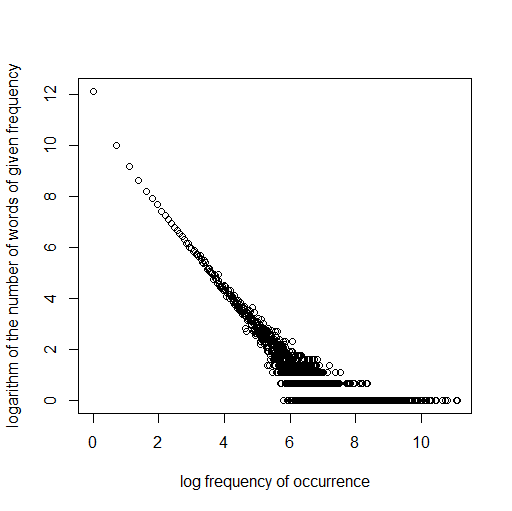 logarithm of the number of words of given frequency
12
10
8
6
4
2
0
0 2 4 6 8 10
log frequency of occurrence